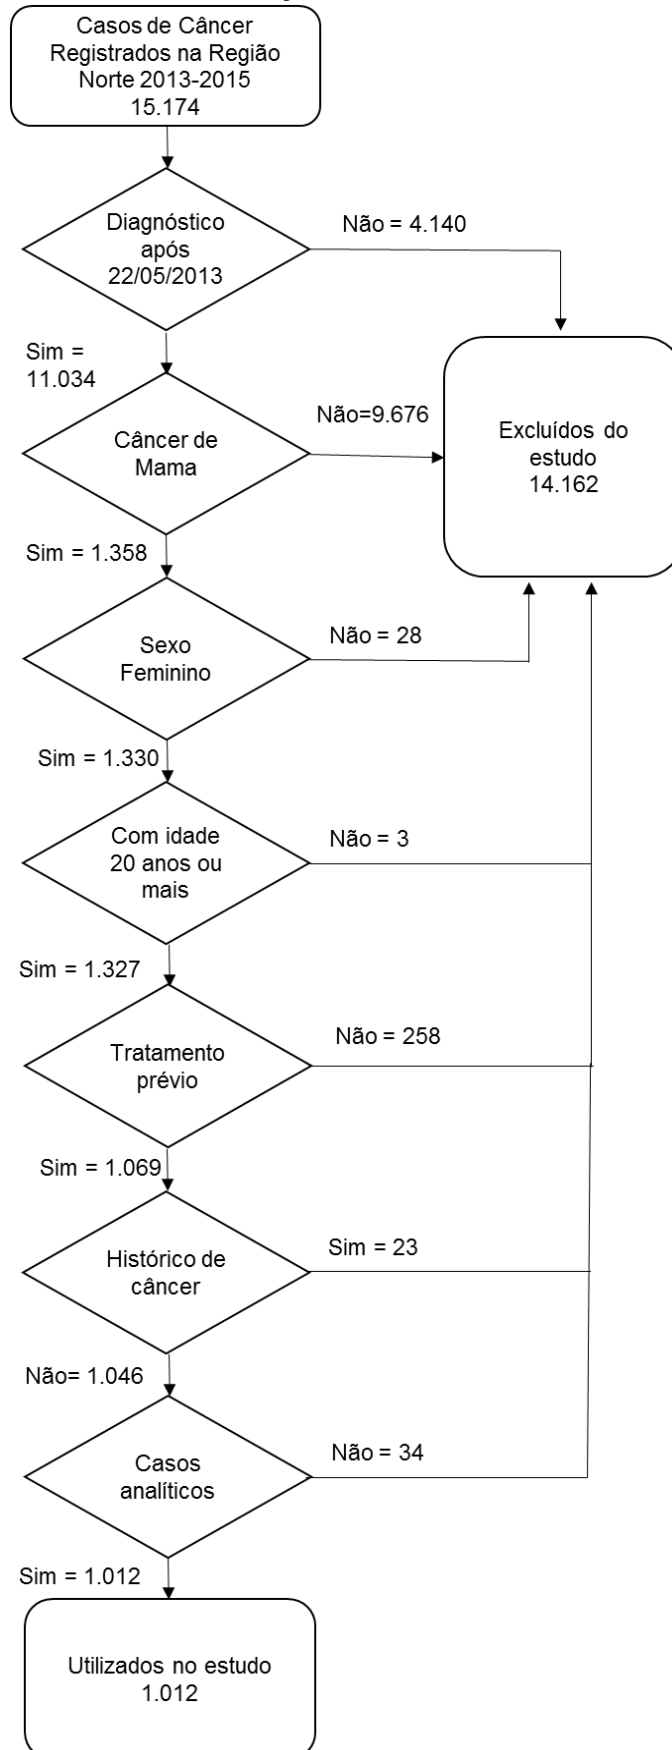 Casos de Câncer
Registrados na Região
Norte 2013-2015
15.174
Diagnóstico
após
22/05/2013
Não = 4.140
Sim =
11.034
Câncer de
Mama
Não=9.676
Excluídos do
estudo
14.162
Sim = 1.358
Sexo
Feminino
Não = 28
Sim = 1.330
Com idade
20 anos ou
mais
Não = 3
Sim = 1.327
Tratamento
prévio
Não = 258
Sim = 1.069
Histórico de
câncer
Sim = 23
Não= 1.046
Casos
analíticos
Não = 34
Sim = 1.012
Utilizados no estudo
1.012